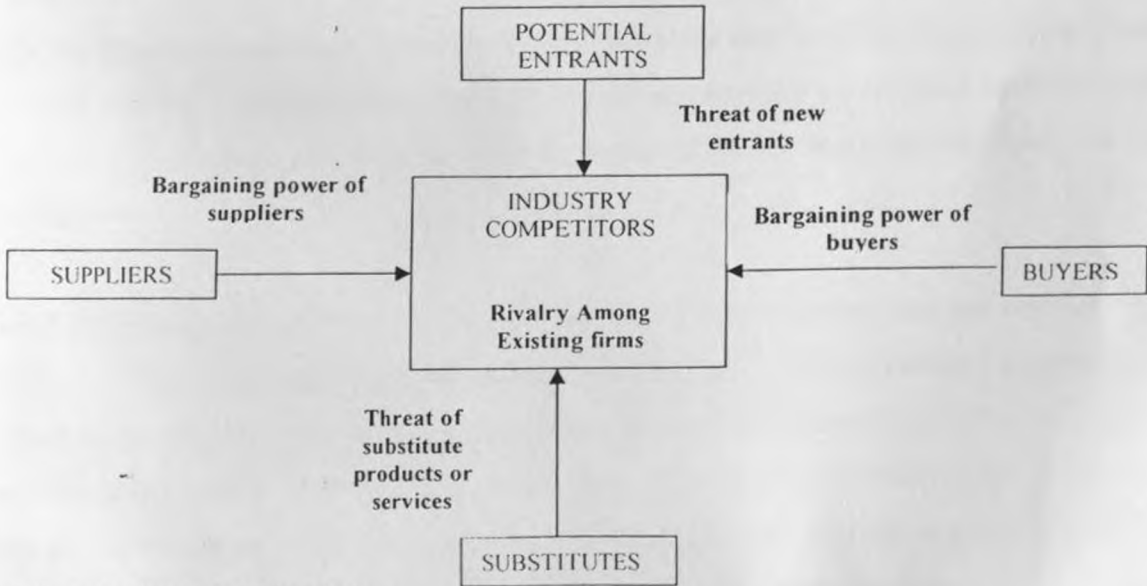 POTENTIAL
ENTRANTS
Threat of new
entrants
Bargaining power of
suppliers
INDUSTRY
COMPETITORS
Bargaining power of
buyers
SUPPLIERS
BUYERS
Rivalry Among
Existing firms
Threat of
substitute
products or
services
SUBSTITUTES